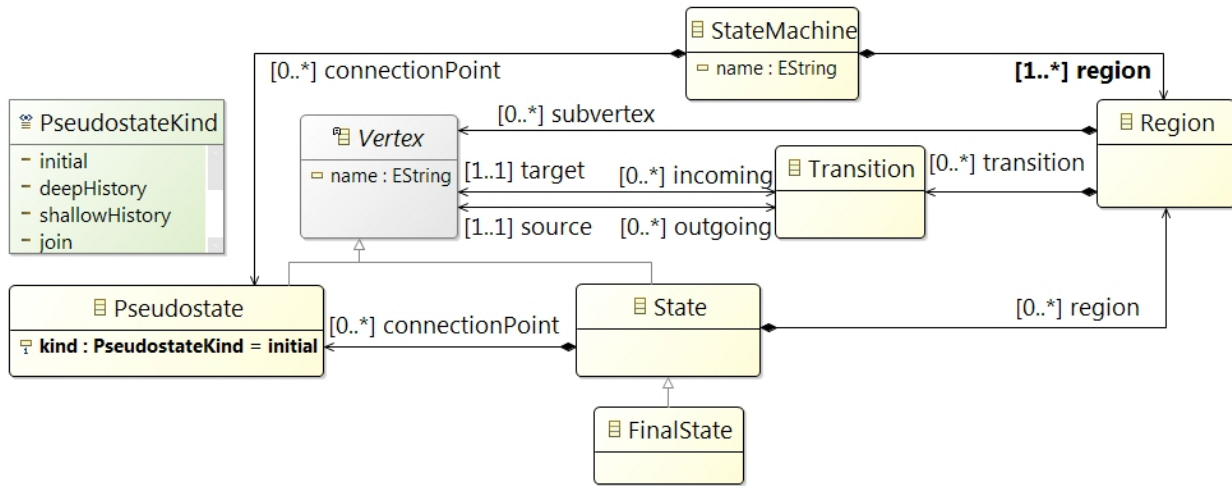 StateMachine
name : EString
[0..*] connectionPoint
[1..*] region
PseudostateKind
initial
deepHistory
shallowHistory
join
Vertex
name : EString
[0..*] subvertex
Region
[1..1] target
[0..*] incoming
Transition
[0..*] transition
[1..1] source
[0..*] outgoing
Pseudostate
kind : PseudostateKind = initial
[0..*] connectionPoint
State
[0..*] region
FinalState